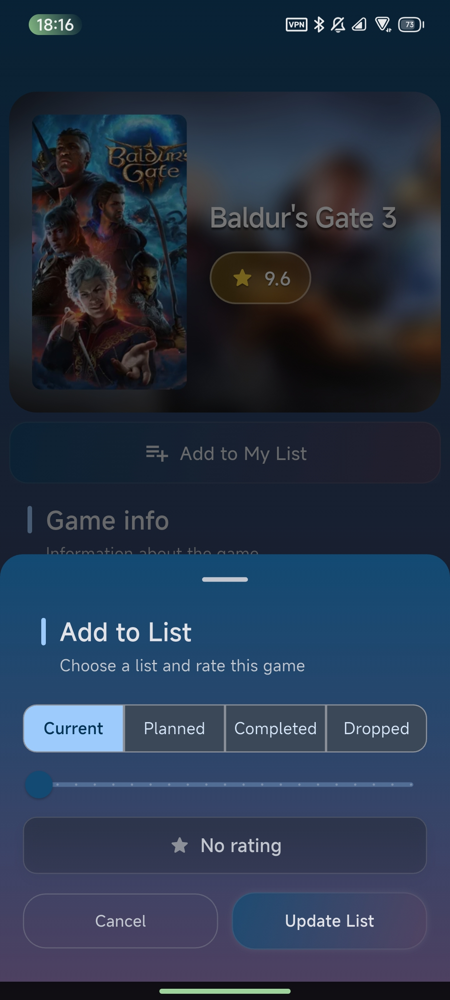 18:16
VPN
73
Baldur's
Gate
Baldur's Gate 3
9.6
Add to My List
Game info
Information about the game
Add to List
Choose a list and rate this game
Current
Planned
Completed
Dropped
No rating
Cancel
Update List